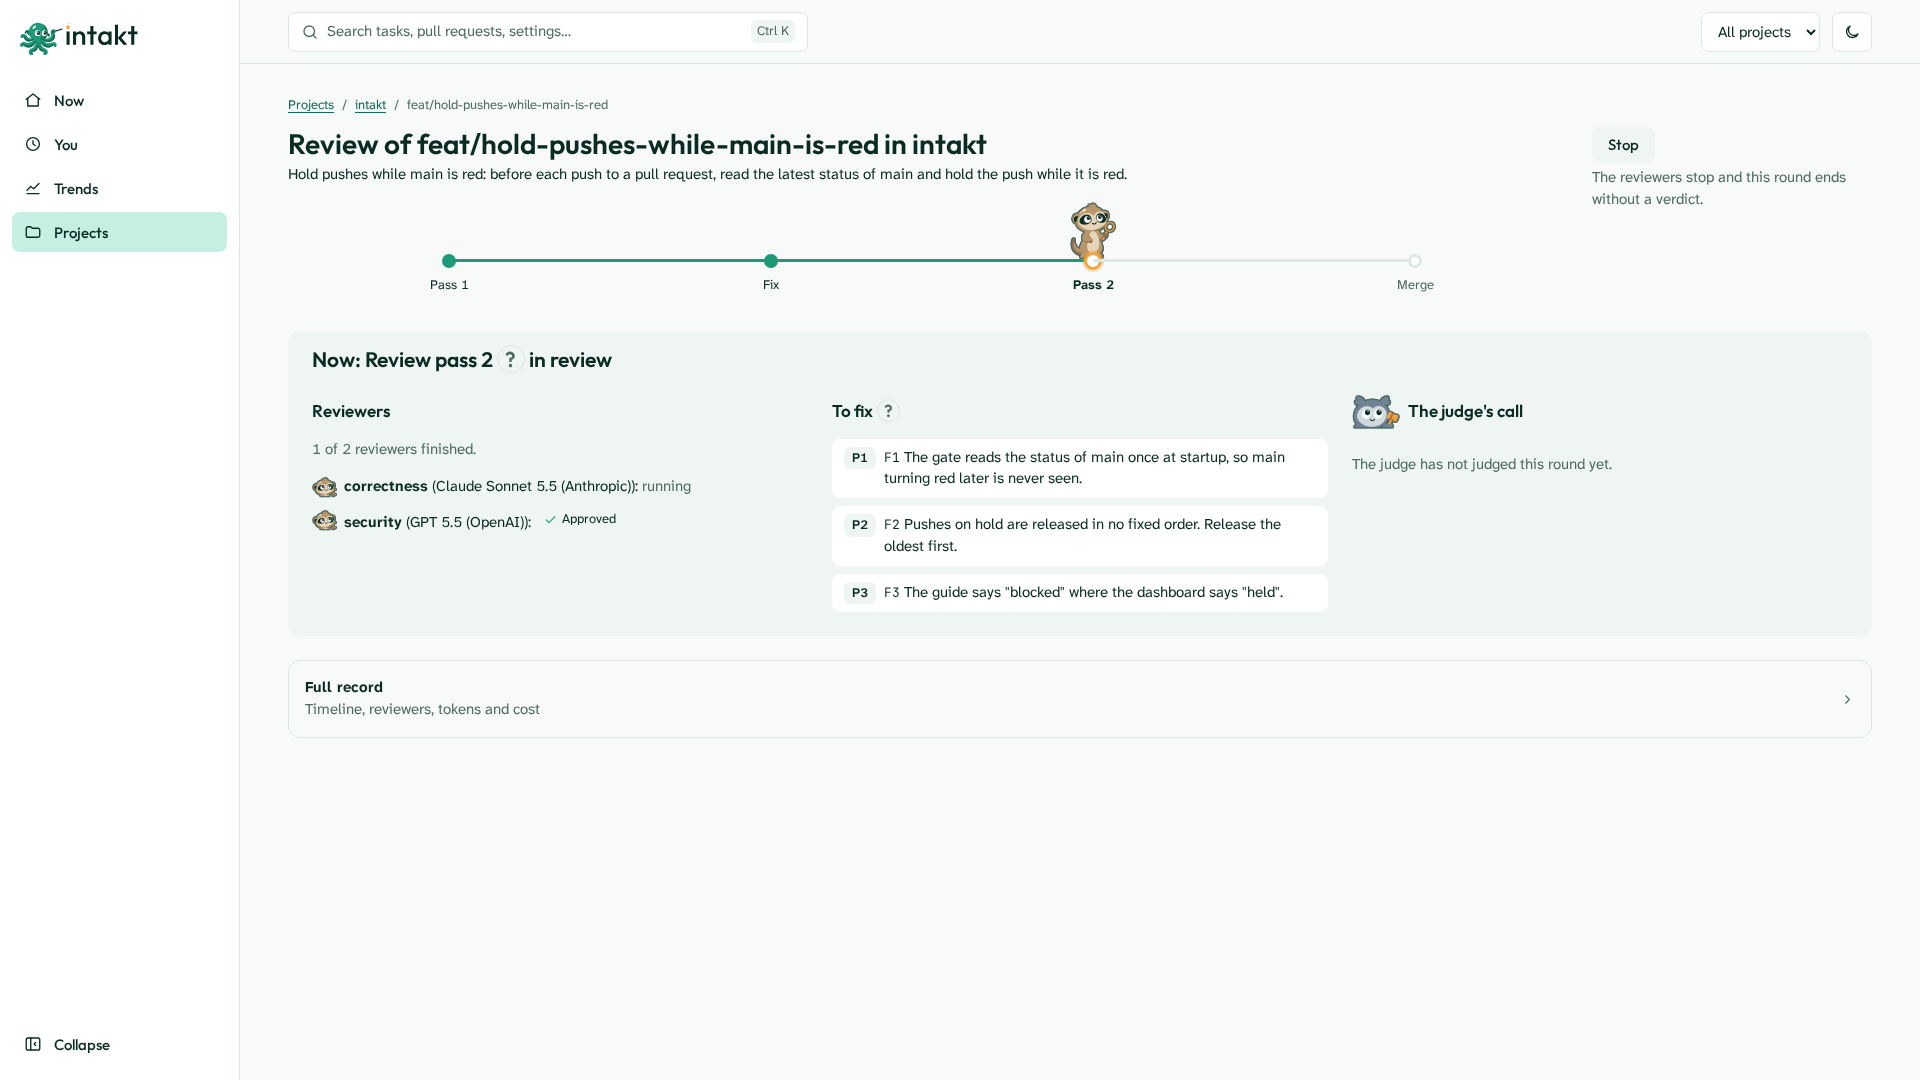 intakt
Search tasks, pull requests, settings...
Ctrl K
All projects
Now
You
Trends
Projects
Collapse
Projects / intakt / feat/hold-pushes-while-main-is-red
Review of feat/hold-pushes-while-main-is-red in intakt
Hold pushes while main is red: before each push to a pull request, read the latest status of main and hold the push while it is red.
Stop
The reviewers stop and this round ends
without a verdict.
Pass 1
Fix
Pass 2
Merge
Now: Review pass 2 ? in review
Reviewers
1 of 2 reviewers finished.
correctness (Claude Sonnet 5.5 (Anthropic)): running
security (GPT 5.5 (OpenAI)): Approved
To fix ?
P1 F1 The gate reads the status of main once at startup, so main
turning red later is never seen.
P2 F2 Pushes on hold are released in no fixed order. Release the
oldest first.
P3 F3 The guide says "blocked" where the dashboard says "held".
The judge's call
The judge has not judged this round yet.
Full record
Timeline, reviewers, tokens and cost